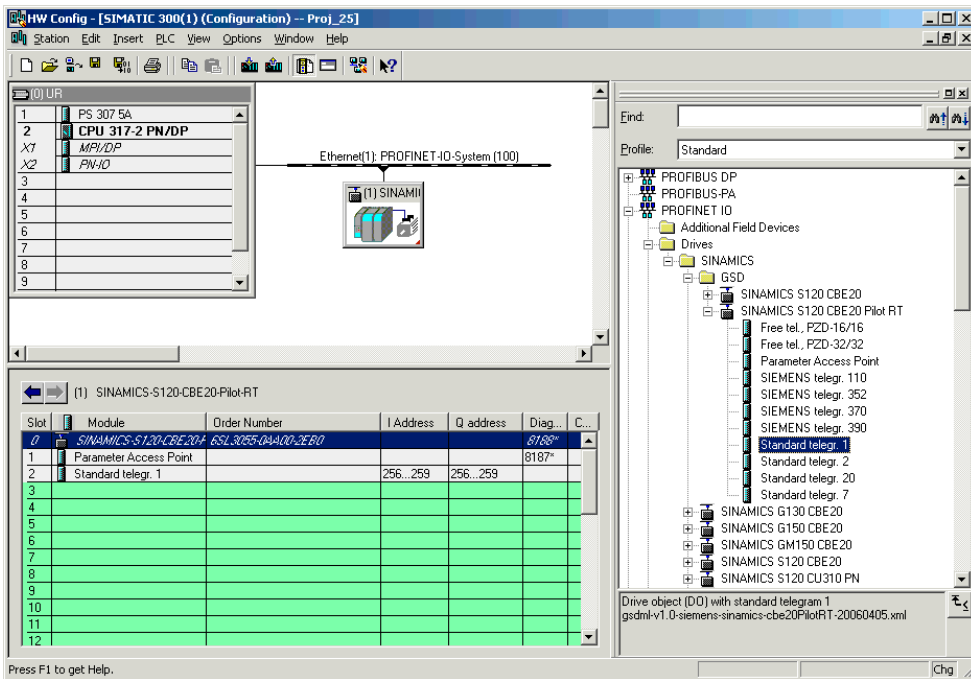 HW Config - [SIMATIC 300(1) (Configuration) -- Proj_25]
Station Edit Insert PLC View Options Window Help
(0) UR
1 PS 307 5A
2 CPU 317-2 PN/DP
X1 MPI/DP
X2 PN-IO
3
4
5
6
7
8
9
Ethernet(1): PROFINET-IO-System (100)
(1) SINAMI
(1) SINAMICS-S120-CBE20-Pilot-RT
Slot Module Order Number I Address Q address Diag... C...
0 SINAMICS-S120-CBE20-P 6SL3055-0AA00-2EB0 8188*
1 Parameter Access Point 8187*
2 Standard telegr. 1 256...259 256...259
3
4
5
6
7
8
9
10
11
12
Find:
Profile: Standard
PROFIBUS DP
PROFIBUS-PA
PROFINET IO
Additional Field Devices
Drives
SINAMICS
GSD
SINAMICS S120 CBE20
SINAMICS S120 CBE20 Pilot RT
Free tel., PZD-16/16
Free tel., PZD-32/32
Parameter Access Point
SIEMENS telegr. 110
SIEMENS telegr. 352
SIEMENS telegr. 370
SIEMENS telegr. 390
Standard telegr. 1
Standard telegr. 2
Standard telegr. 20
Standard telegr. 7
SINAMICS G130 CBE20
SINAMICS G150 CBE20
SINAMICS GM150 CBE20
SINAMICS S120 CBE20
SINAMICS S120 CU310 PN
Drive object (DO) with standard telegram 1
gsdml-v1.0-siemens-sinamics-cbe20PilotRT-20060405.xml
Press F1 to get Help.
Chg